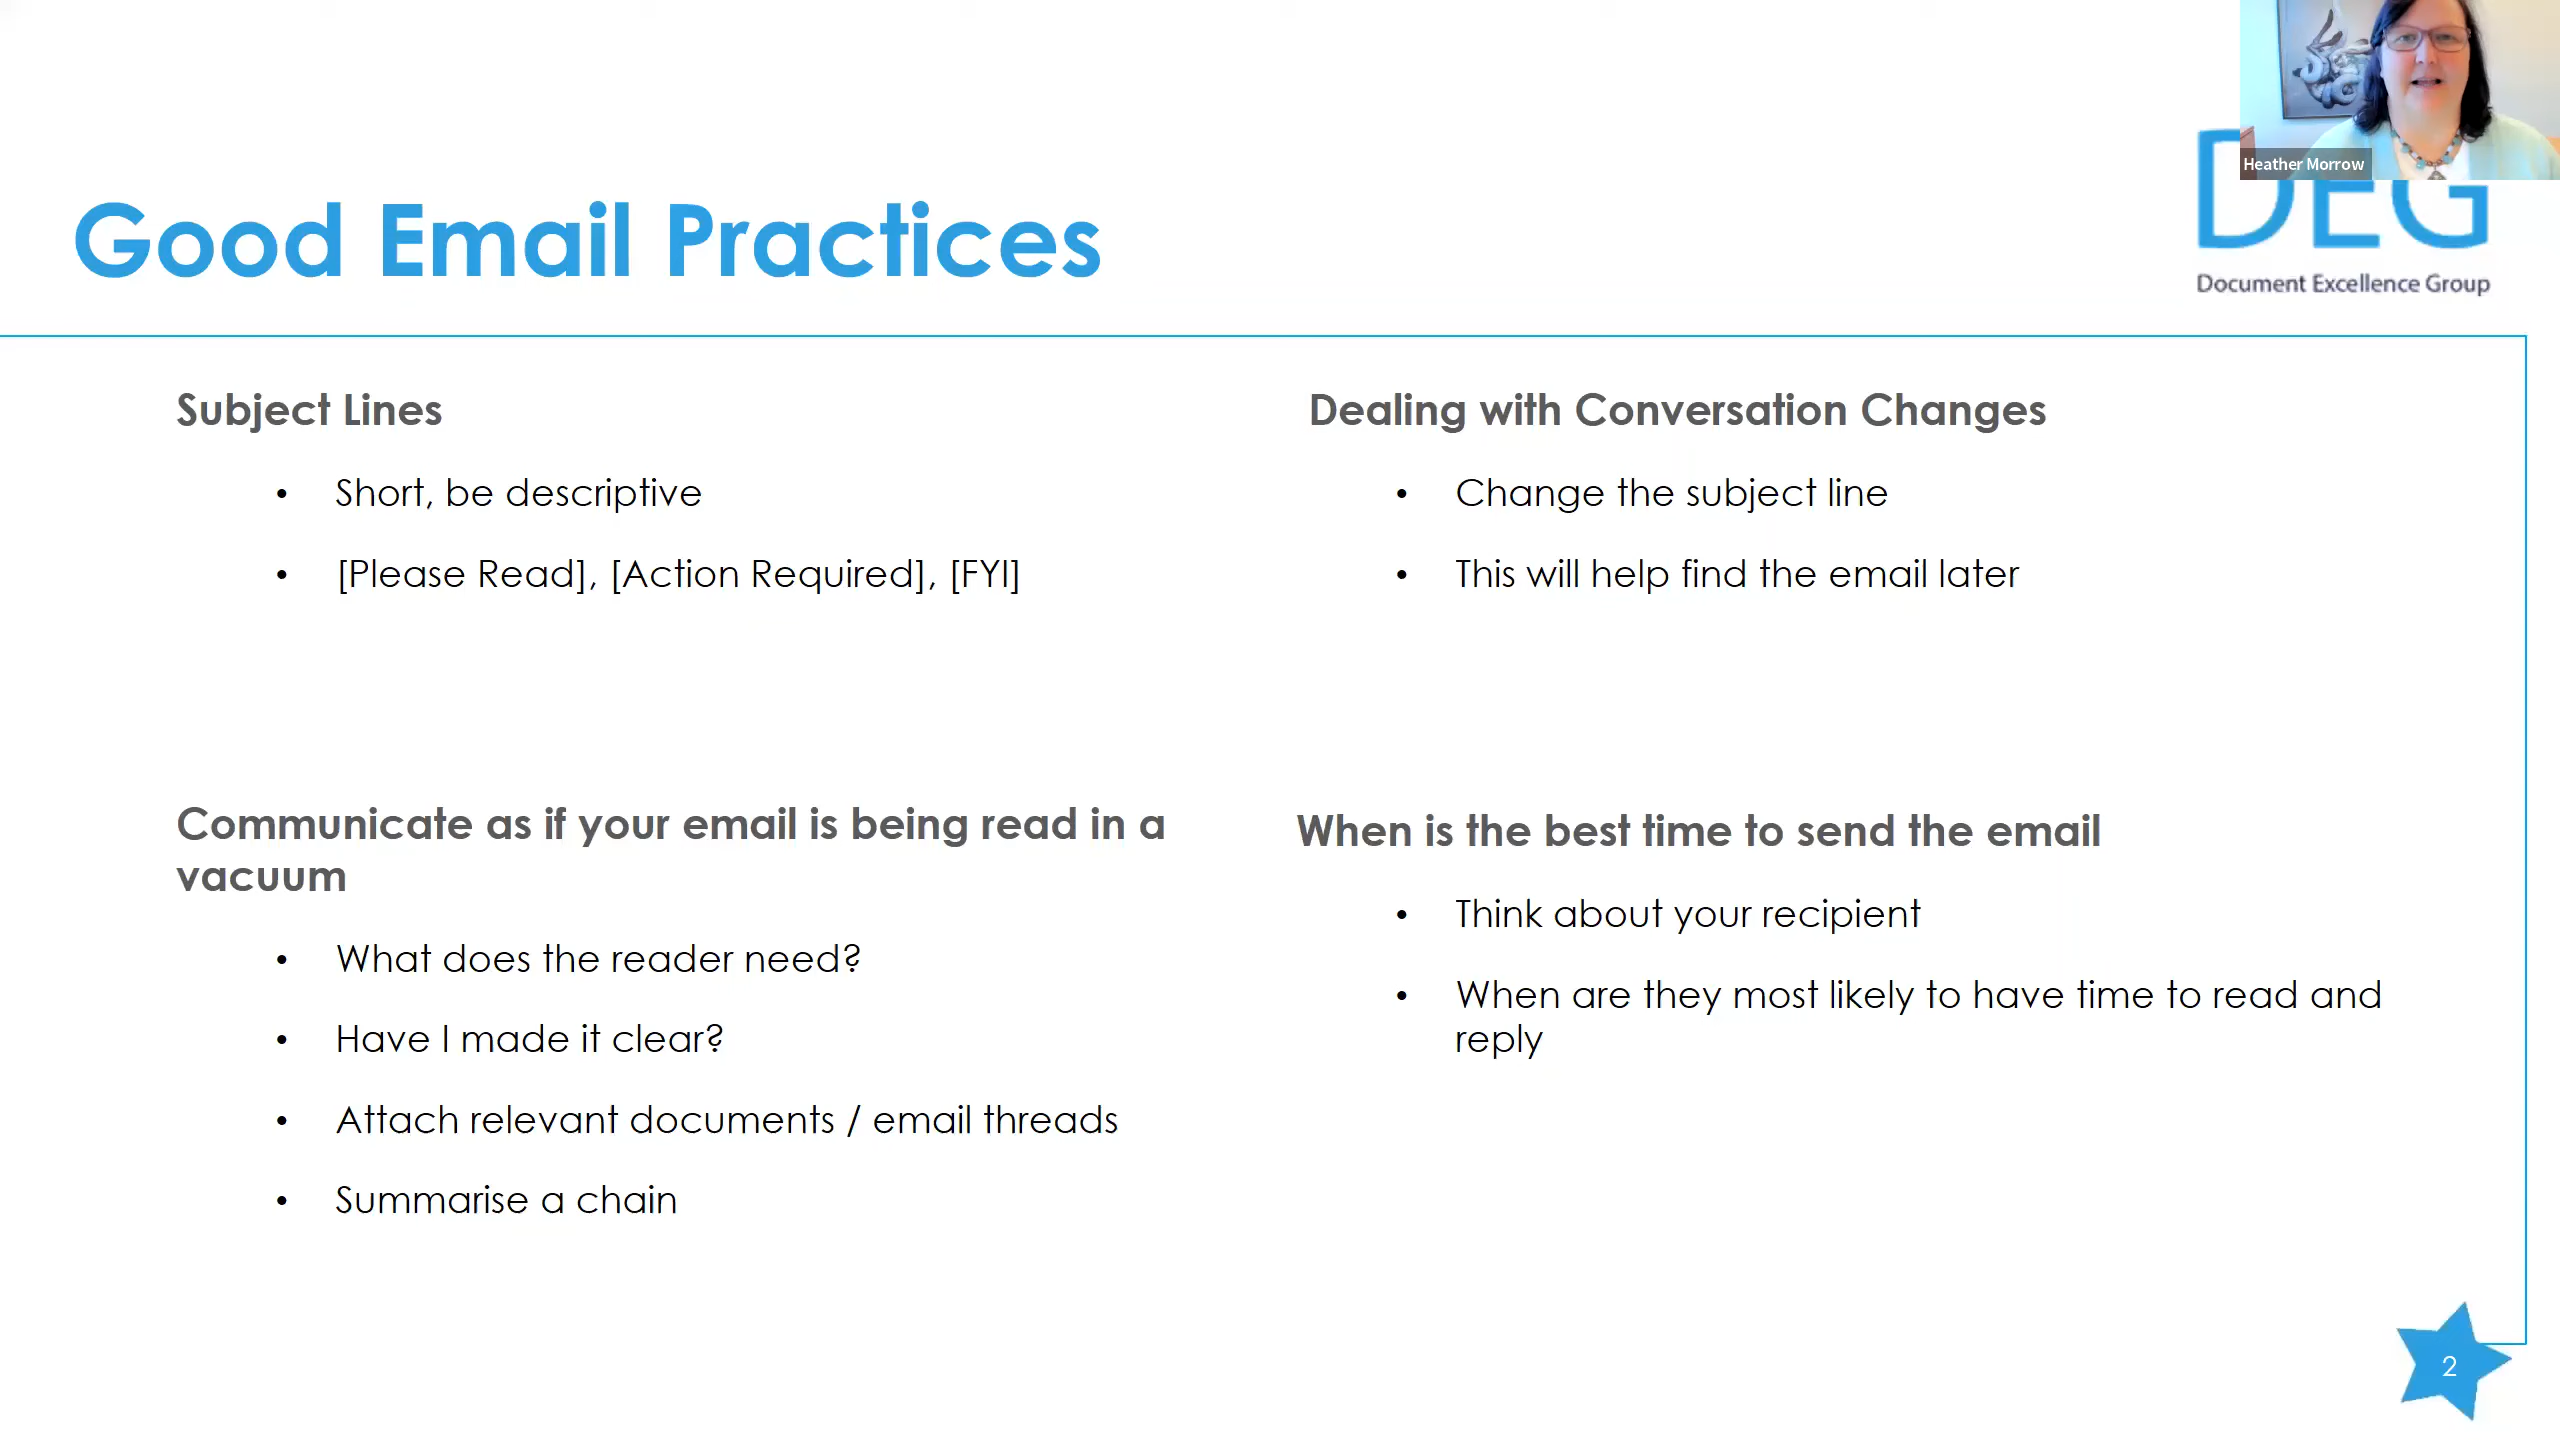 Heather Morrow
DEG
Document Excellence Group
Good Email Practices
Subject Lines
• Short, be descriptive
• [Please Read], [Action Required], [FYI]
Communicate as if your email is being read in a
vacuum
• What does the reader need?
• Have I made it clear?
• Attach relevant documents / email threads
• Summarise a chain
Dealing with Conversation Changes
• Change the subject line
• This will help find the email later
When is the best time to send the email
• Think about your recipient
• When are they most likely to have time to read and
reply
2